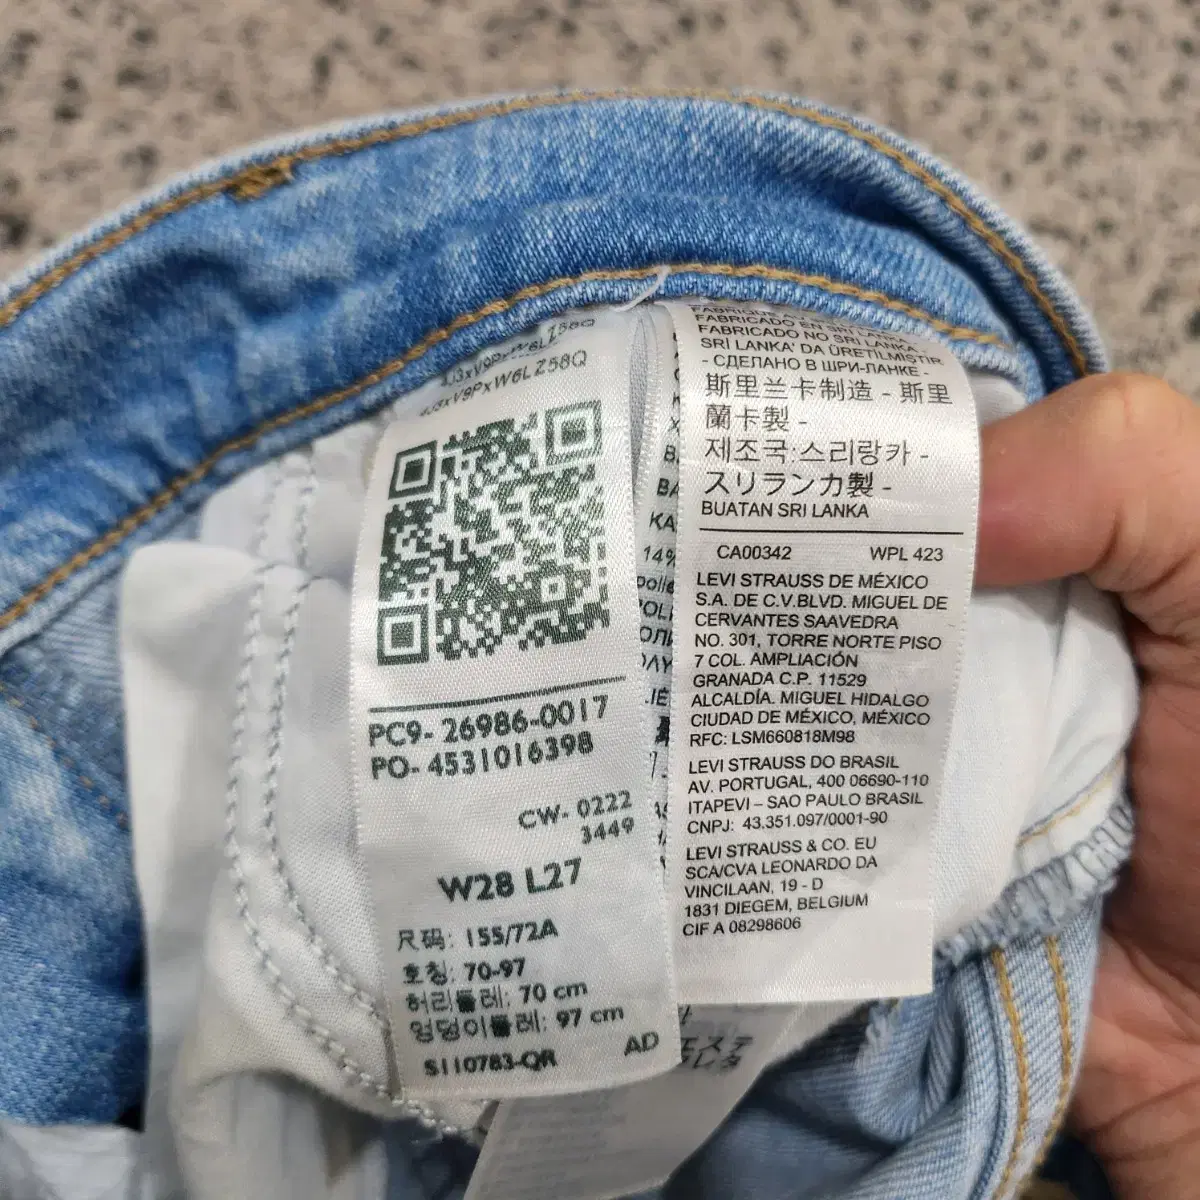 4J3xV9PxW6LZ58Q
4J3xV9PxW6LZ58Q
PC9- 26986-0017
PO- 4531016398
CW- 0222
3449
W28 L27
尺码: 155/72A
호칭: 70-97
허리둘레: 70 cm
엉덩이둘레: 97 cm
S110783-QR
AD
FABRICADO EN SRI LANKA
FABRICADO NO SRI LANKA
SRİ LANKA' DA ÜRETİLMİŞTİR
- СДЕЛАНО В ШРИ-ЛАНКЕ -
斯里兰卡制造 - 斯里
蘭卡製 -
제조국:스리랑카 -
スリランカ製 -
BUATAN SRI LANKA
CA00342 WPL 423
LEVI STRAUSS DE MÉXICO
S.A. DE C.V.BLVD. MIGUEL DE
CERVANTES SAAVEDRA
NO. 301, TORRE NORTE PISO
7 COL. AMPLIACIÓN
GRANADA C.P. 11529
ALCALDÍA. MIGUEL HIDALGO
CIUDAD DE MÉXICO, MÉXICO
RFC: LSM660818M98
LEVI STRAUSS DO BRASIL
AV. PORTUGAL, 400 06690-110
ITAPEVI – SAO PAULO BRASIL
CNPJ: 43.351.097/0001-90
LEVI STRAUSS & CO. EU
SCA/CVA LEONARDO DA
VINCILAAN, 19 - D
1831 DIEGEM, BELGIUM
CIF A 08298606
14%